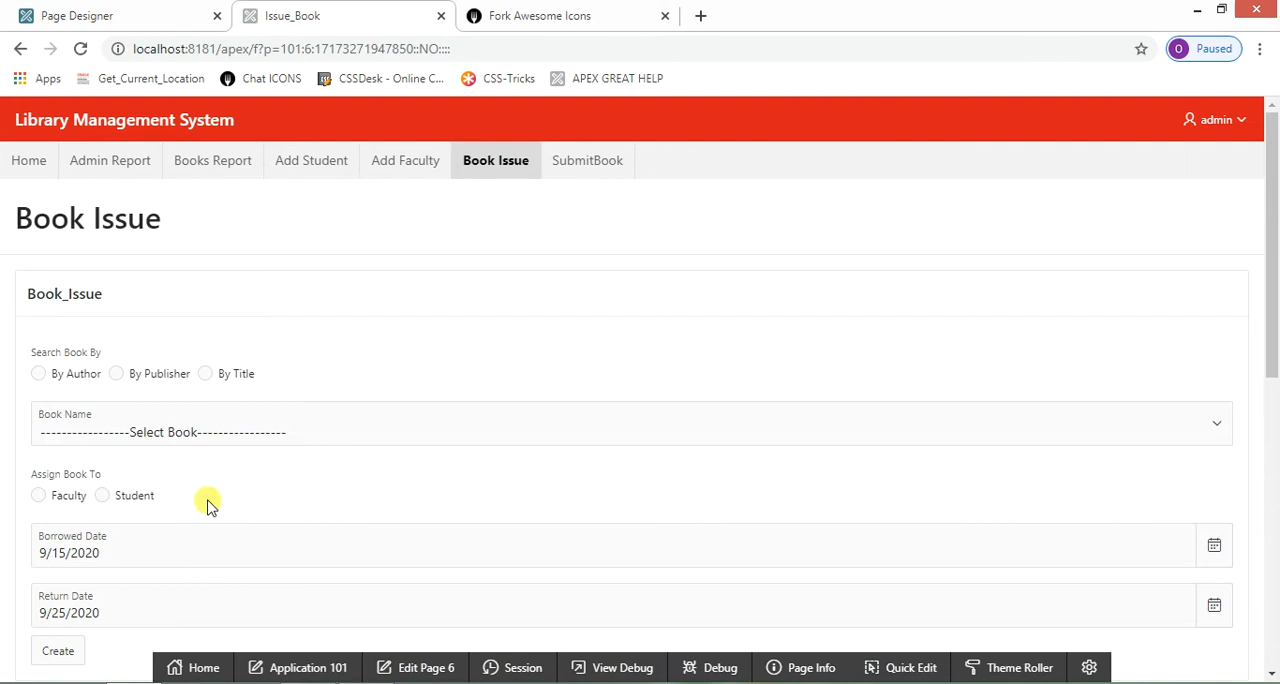 Page Designer
Issue_Book
Fork Awesome Icons
localhost:8181/apex/f?p=101:6:17173271947850::NO::::
O Paused
Apps Get_Current_Location Chat ICONS CSSDesk - Online C... CSS-Tricks APEX GREAT HELP
Library Management System
admin
Home Admin Report Books Report Add Student Add Faculty Book Issue SubmitBook
Book Issue
Book_Issue
Search Book By
By Author By Publisher By Title
Book Name
-----------------Select Book-----------------
Assign Book To
Faculty Student
Borrowed Date
9/15/2020
Return Date
9/25/2020
Create
Home Application 101 Edit Page 6 Session View Debug Debug Page Info Quick Edit Theme Roller